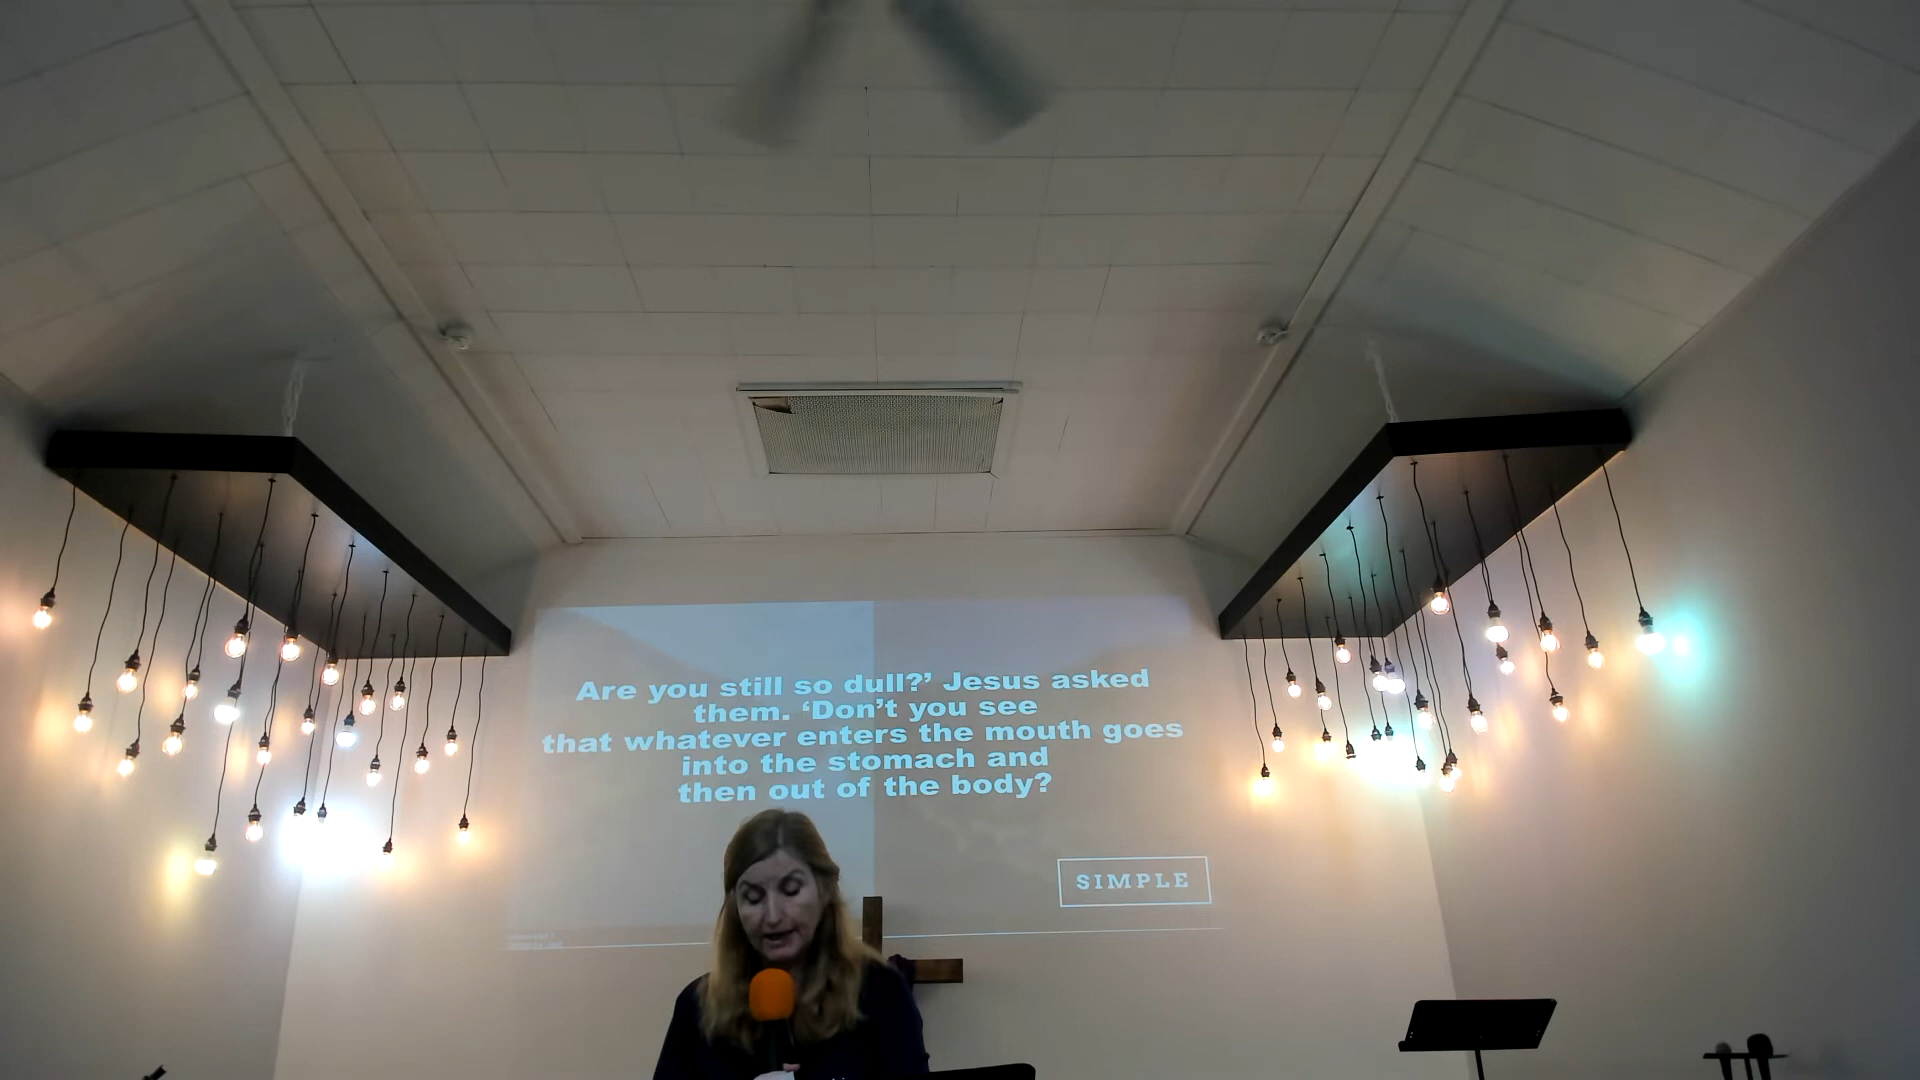 Are you still so dull?’ Jesus asked
them. ‘Don’t you see
that whatever enters the mouth goes
into the stomach and
then out of the body?
SIMPLE